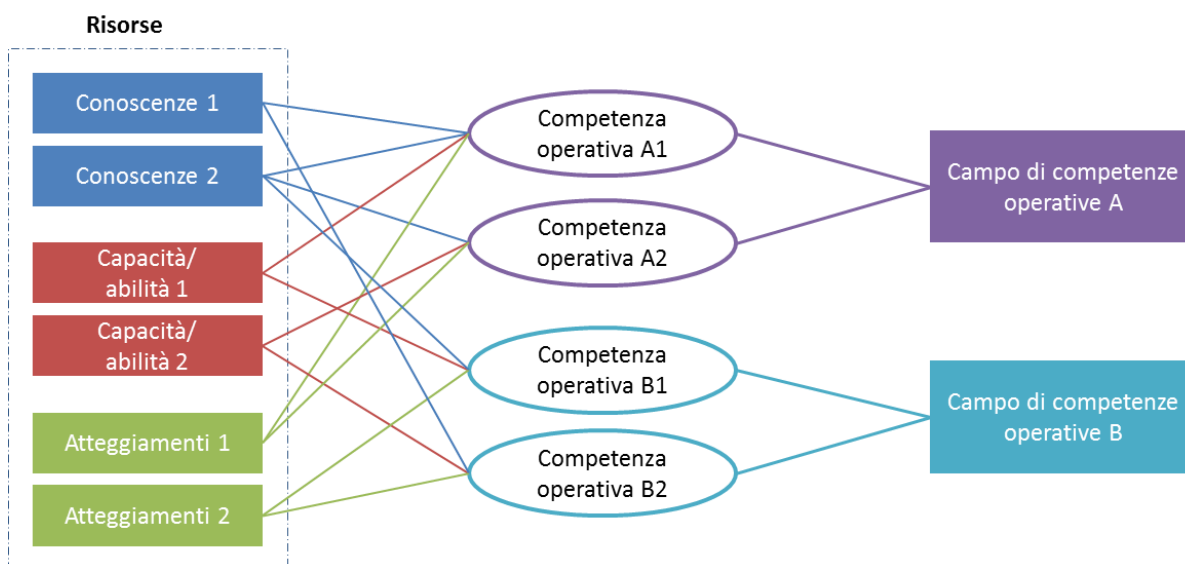 Risorse
Conoscenze 1
Conoscenze 2
Capacità/
abilità 1
Capacità/
abilità 2
Atteggiamenti 1
Atteggiamenti 2
Competenza
operativa A1
Competenza
operativa A2
Competenza
operativa B1
Competenza
operativa B2
Campo di competenze
operative A
Campo di competenze
operative B